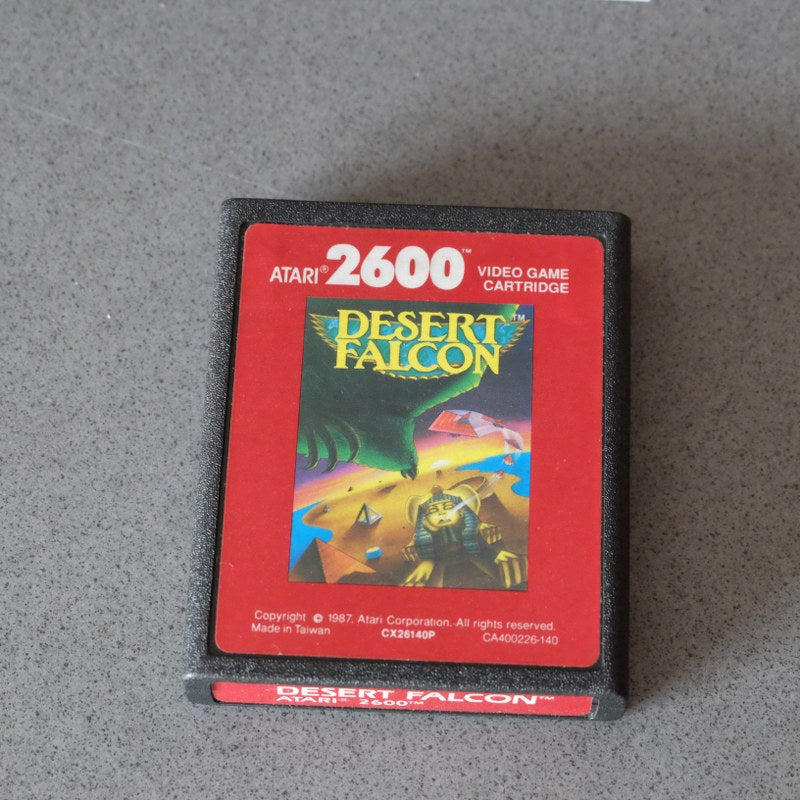 ATARI® 2600™ VIDEO GAME
CARTRIDGE
DESERT™
FALCON
Copyright © 1987, Atari Corporation. All rights reserved.
Made in Taiwan CX26140P CA400226-140
DESERT FALCON™
ATARI® 2600™